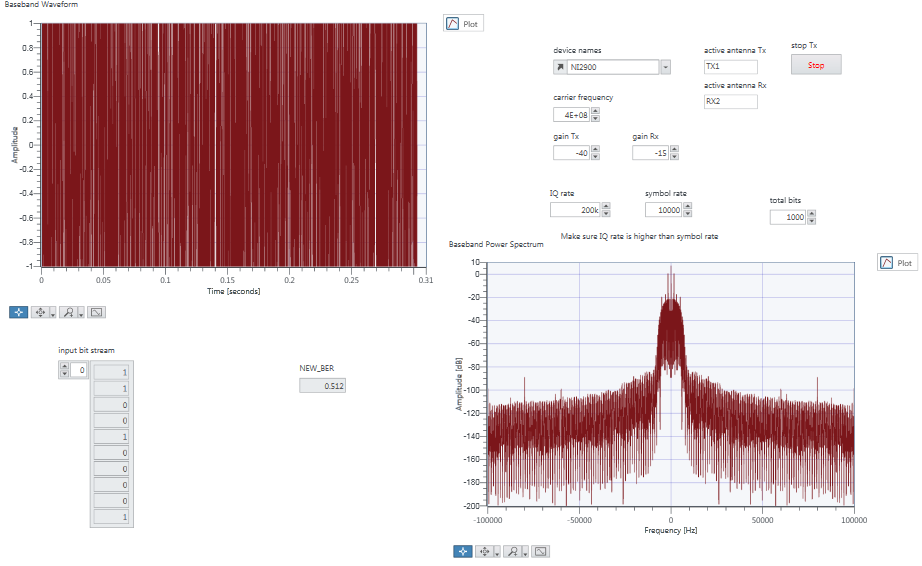 Baseband Waveform
Plot
1
0.8
0.6
0.4
0.2
0
-0.2
-0.4
-0.6
-0.8
-1
Amplitude
0
0.05
0.1
0.15
0.2
0.25
0.31
Time [seconds]
device names
NI2900
active antenna Tx
TX1
stop Tx
Stop
active antenna Rx
RX2
carrier frequency
4E+08
gain Tx
-40
gain Rx
-15
IQ rate
200k
symbol rate
10000
total bits
1000
Make sure IQ rate is higher than symbol rate
Baseband Power Spectrum
Plot
10
0
-20
-40
-60
-80
-100
-120
-140
-160
-180
-200
Amplitude [dB]
-100000
-50000
0
50000
100000
Frequency [Hz]
input bit stream
0
1
1
0
0
1
0
0
0
0
1
NEW_BER
0.512